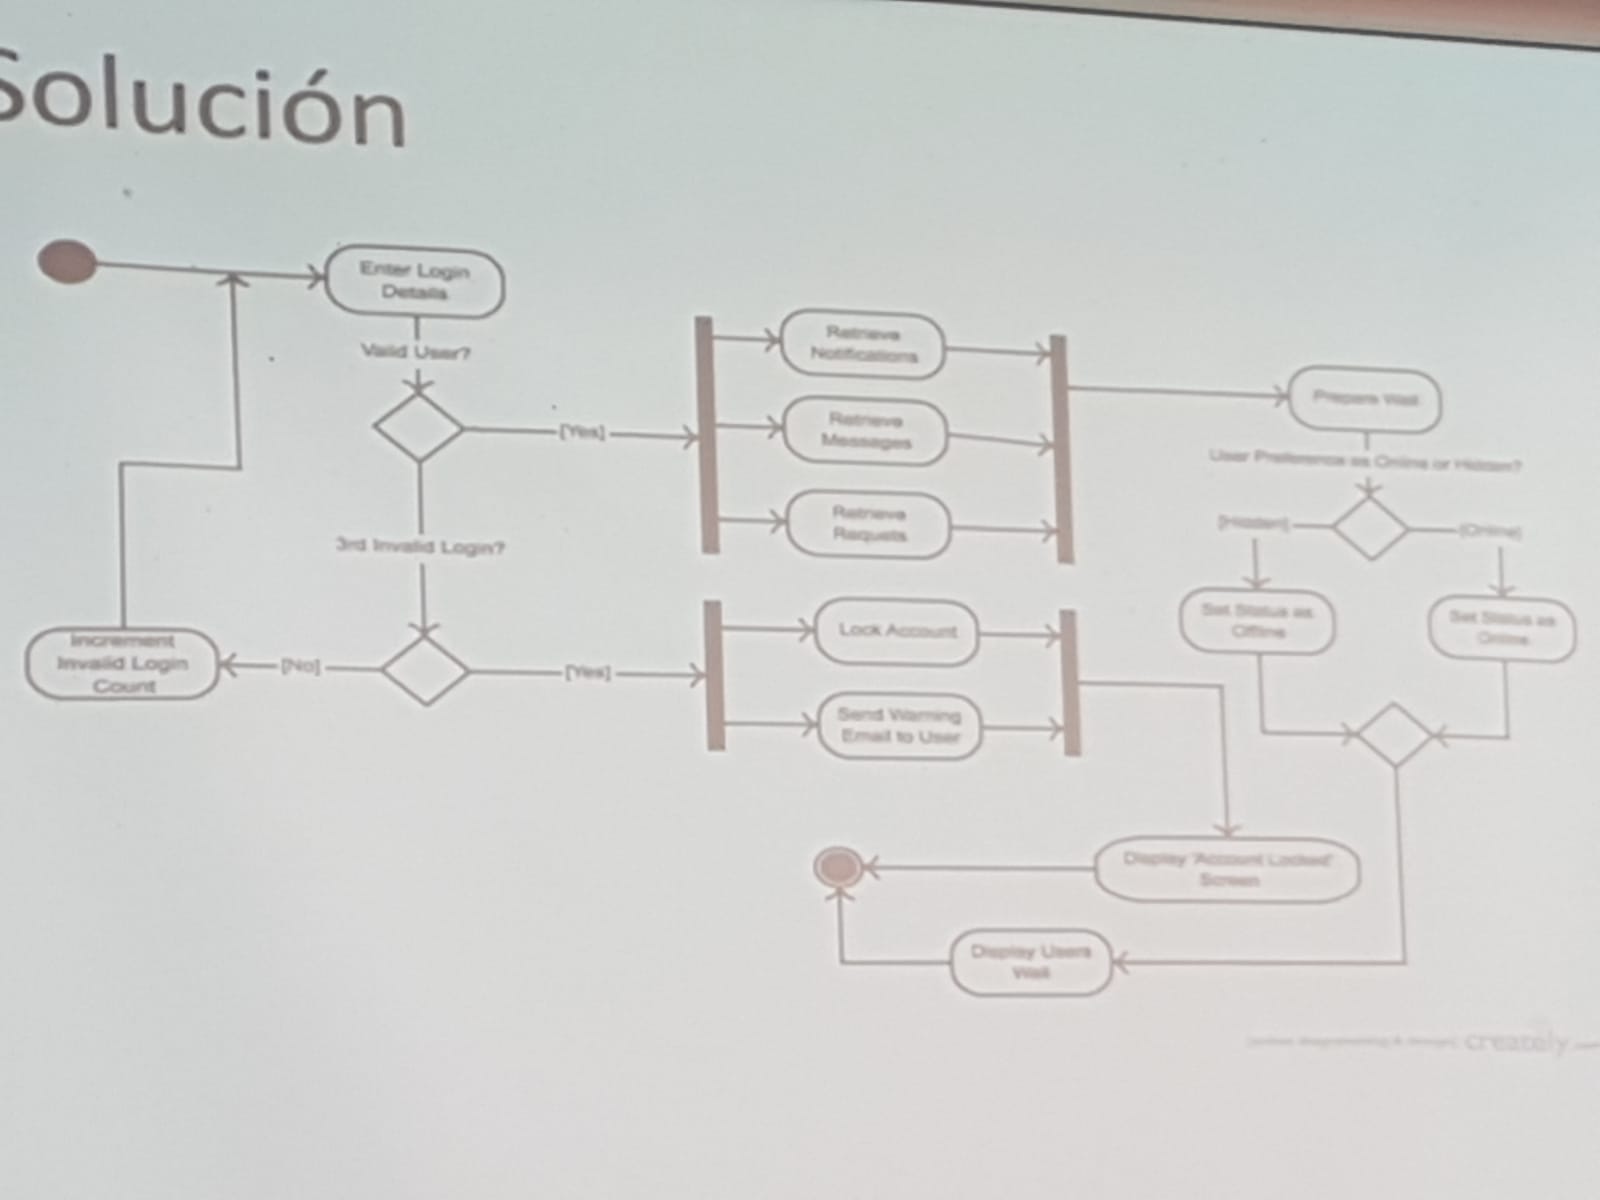 Solución
Enter Login
Details
Valid User?
[Yes]
Retrieve
Notifications
Retrieve
Messages
Retrieve
Requets
Prepare Wall
User Preference as Online or Hidden?
[Hidden]
[Online]
Set Status as
Offline
Set Status as
Online
3rd Invalid Login?
Increment
Invalid Login
Count
[No]
[Yes]
Lock Account
Send Warning
Email to User
Display 'Account Locked'
Screen
Display Users
Wall
creately